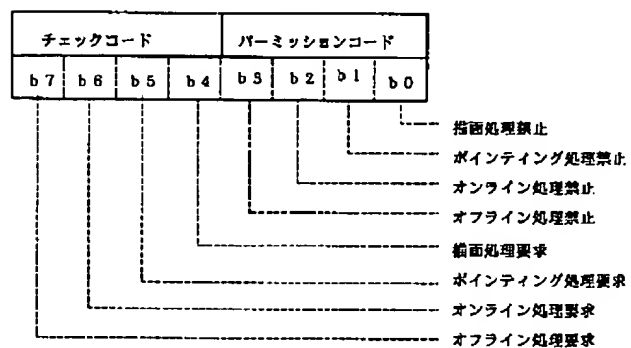 チェックコード パーミッションコード
b7 b6 b5 b4 b3 b2 b1 b0
描画処理禁止
ポインティング処理禁止
オンライン処理禁止
オフライン処理禁止
描画処理要求
ポインティング処理要求
オンライン処理要求
オフライン処理要求